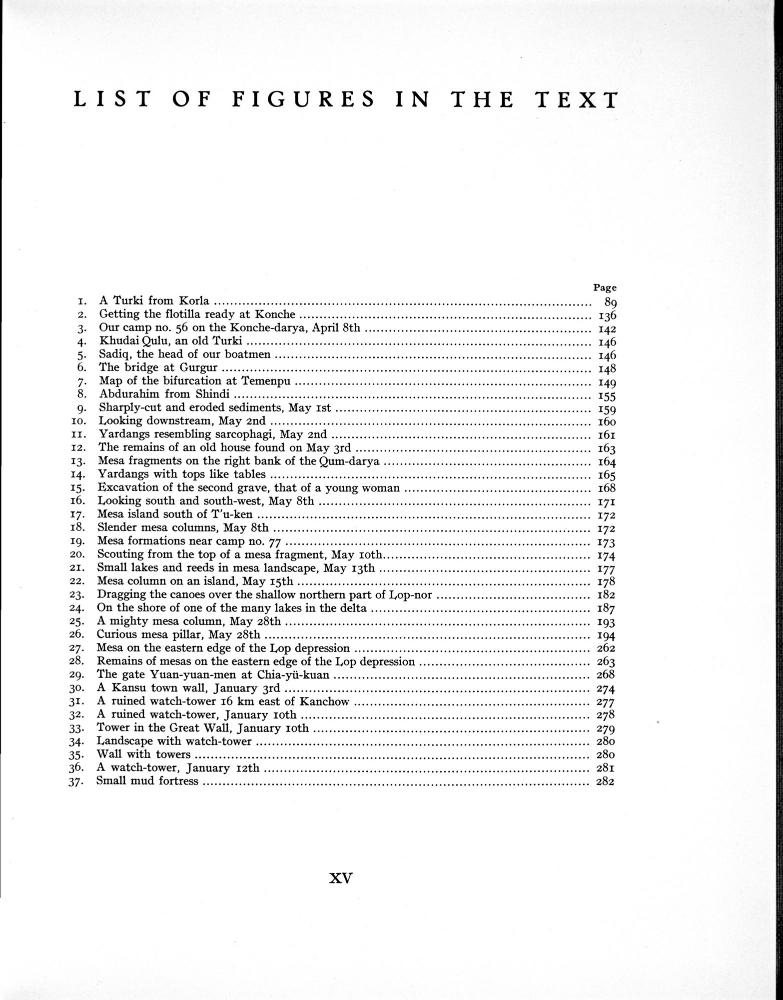 LIST OF FIGURES IN THE TEXT
Page
1. A Turki from Korla ........ 89
2. Getting the flotilla ready at Konche ........ 136
3. Our camp no. 56 on the Konche-darya, April 8th ........ 142
4. Khudai Qulu, an old Turki ........ 146
5. Sadiq, the head of our boatmen ........ 146
6. The bridge at Gurgur ........ 148
7. Map of the bifurcation at Temenpu ........ 149
8. Abdurahim from Shindi ........ 155
9. Sharply-cut and eroded sediments, May 1st ........ 159
10. Looking downstream, May 2nd ........ 160
11. Yardangs resembling sarcophagi, May 2nd ........ 161
12. The remains of an old house found on May 3rd ........ 163
13. Mesa fragments on the right bank of the Qum-darya ........ 164
14. Yardangs with tops like tables ........ 165
15. Excavation of the second grave, that of a young woman ........ 168
16. Looking south and south-west, May 8th ........ 171
17. Mesa island south of T'u-ken ........ 172
18. Slender mesa columns, May 8th ........ 172
19. Mesa formations near camp no. 77 ........ 173
20. Scouting from the top of a mesa fragment, May 10th ........ 174
21. Small lakes and reeds in mesa landscape, May 13th ........ 177
22. Mesa column on an island, May 15th ........ 178
23. Dragging the canoes over the shallow northern part of Lop-nor ........ 182
24. On the shore of one of the many lakes in the delta ........ 187
25. A mighty mesa column, May 28th ........ 193
26. Curious mesa pillar, May 28th ........ 194
27. Mesa on the eastern edge of the Lop depression ........ 262
28. Remains of mesas on the eastern edge of the Lop depression ........ 263
29. The gate Yuan-yuan-men at Chia-yü-kuan ........ 268
30. A Kansu town wall, January 3rd ........ 274
31. A ruined watch-tower 16 km east of Kanchow ........ 277
32. A ruined watch-tower, January 10th ........ 278
33. Tower in the Great Wall, January 10th ........ 279
34. Landscape with watch-tower ........ 280
35. Wall with towers ........ 280
36. A watch-tower, January 12th ........ 281
37. Small mud fortress ........ 282
XV